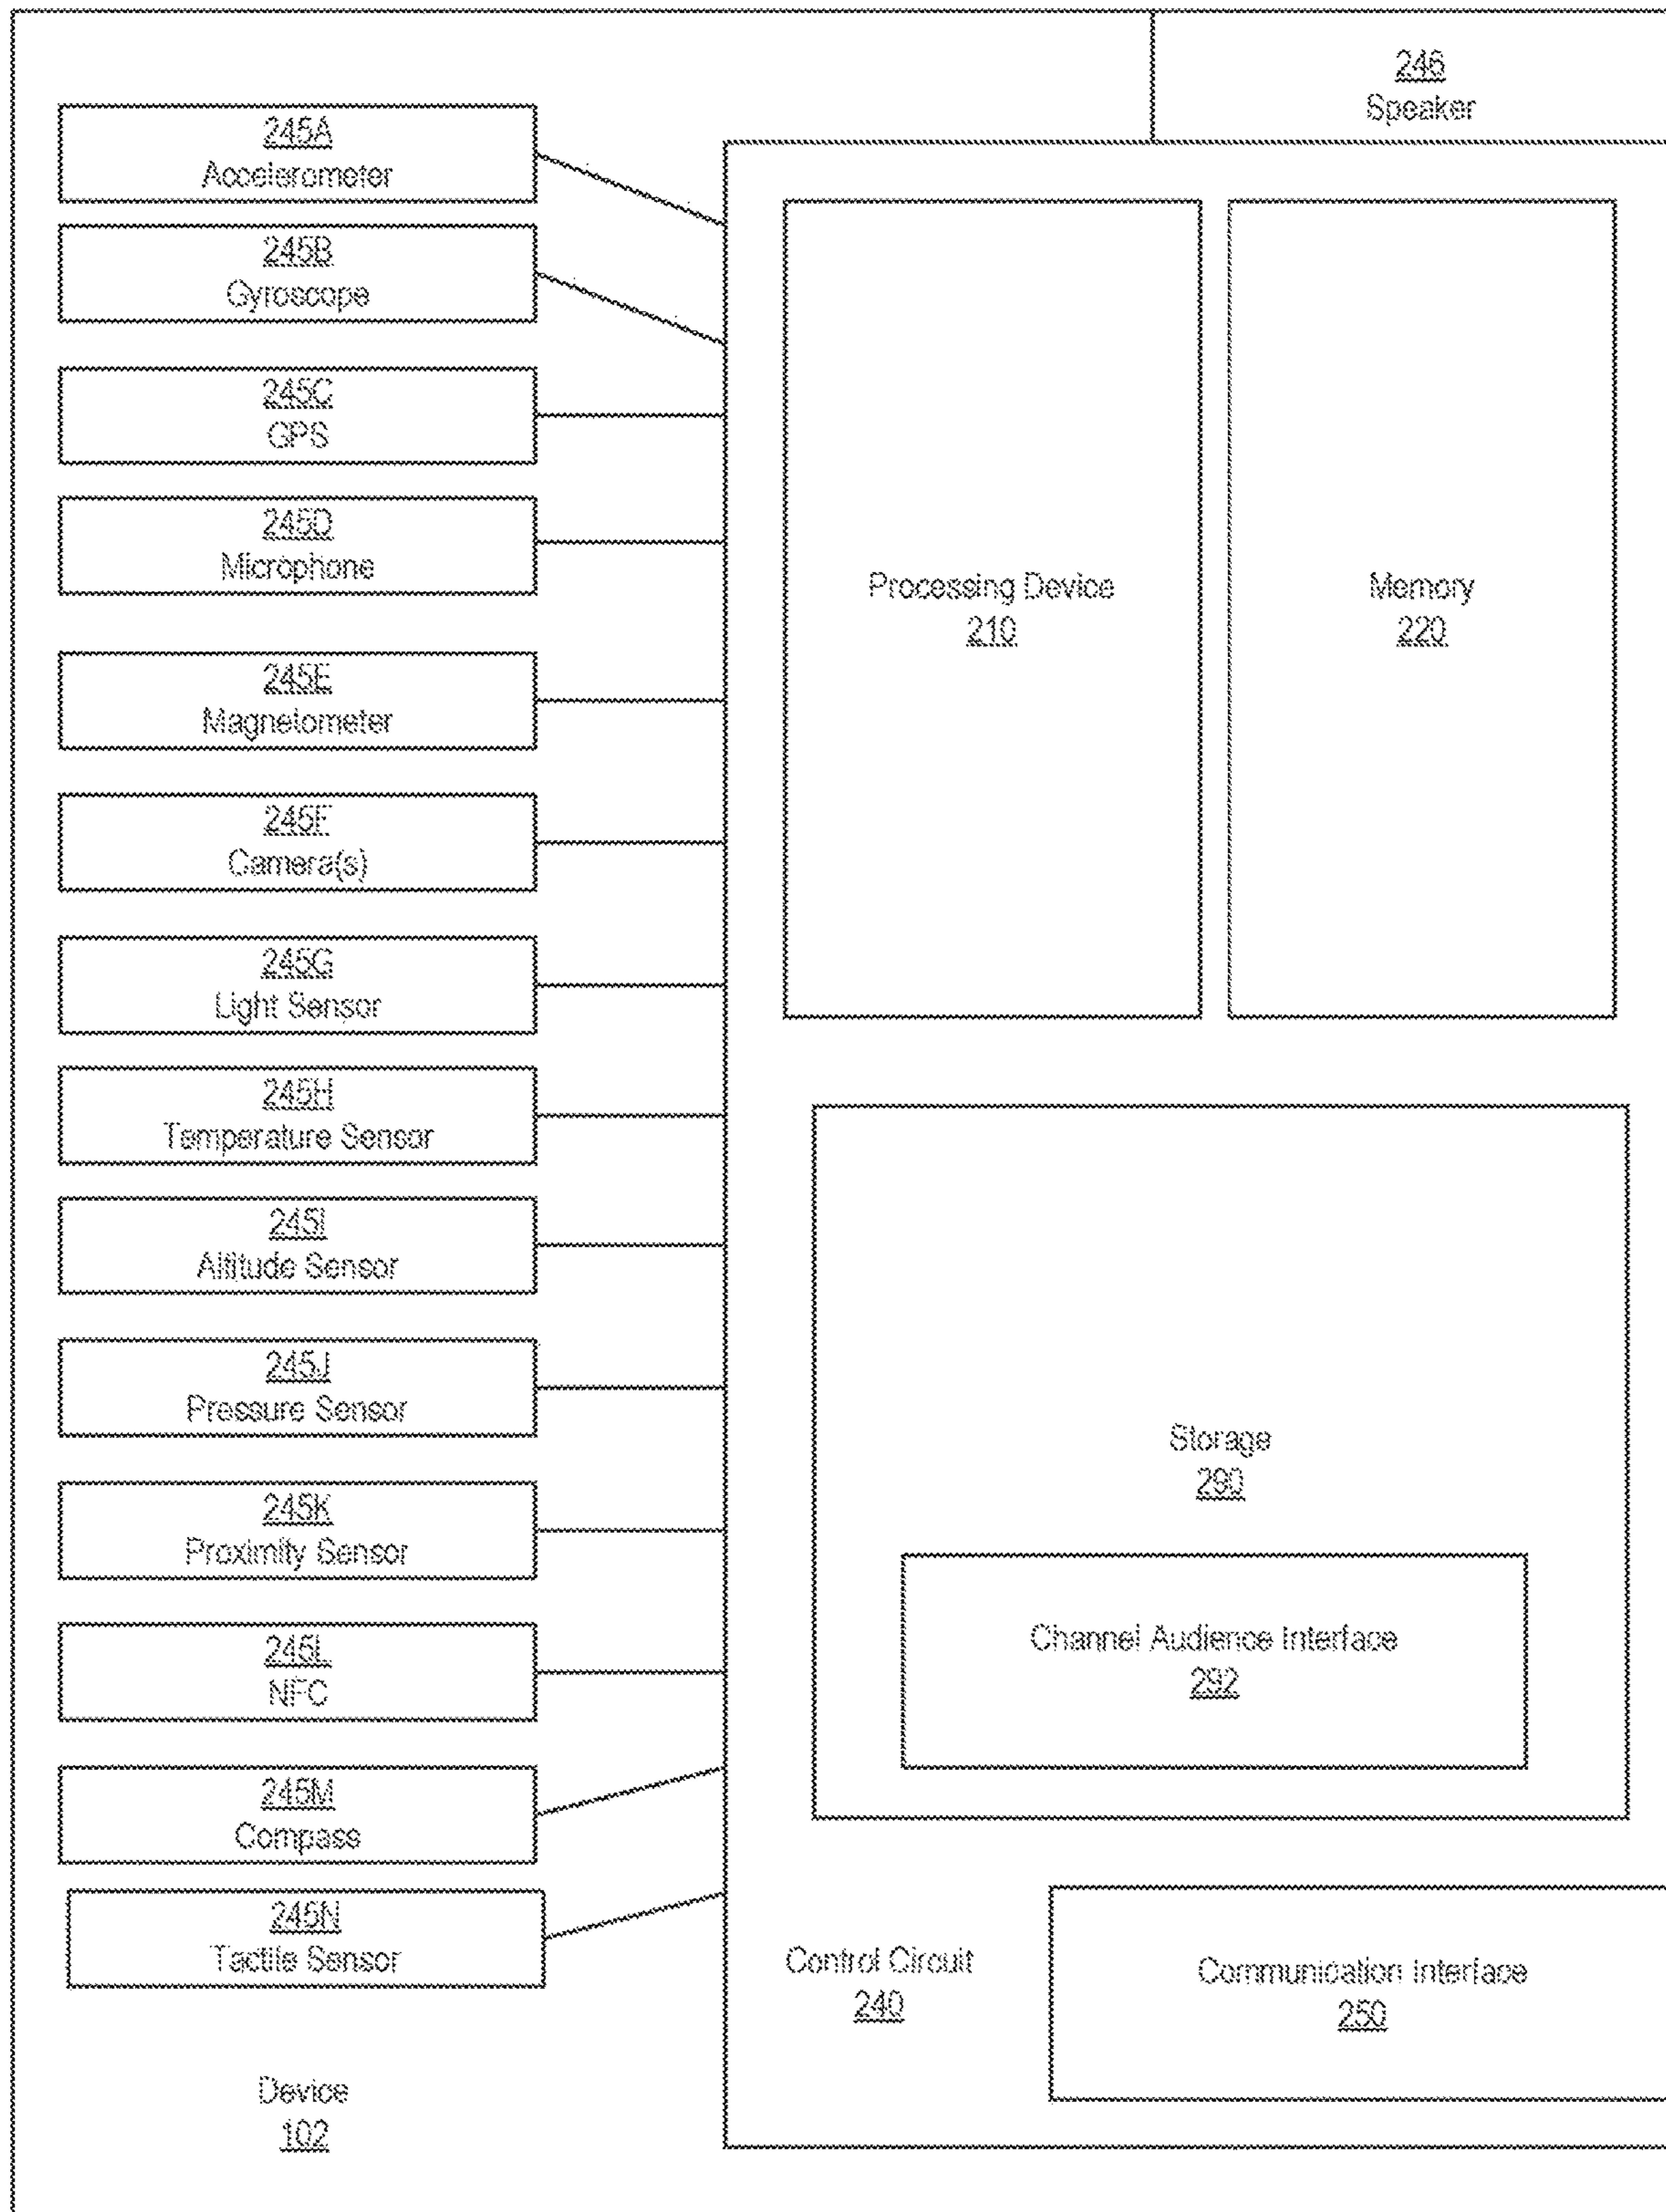 246
Speaker
245A
Accelerometer
245B
Gyroscope
245C
GPS
245D
Microphone
245E
Magnetometer
245F
Camera(s)
245G
Light Sensor
245H
Temperature Sensor
245I
Altitude Sensor
245J
Pressure Sensor
245K
Proximity Sensor
245L
NFC
245M
Compass
245N
Tactile Sensor
Device
102
Processing Device
210
Memory
220
Storage
290
Channel Audience Interface
292
Control Circuit
240
Communication Interface
250